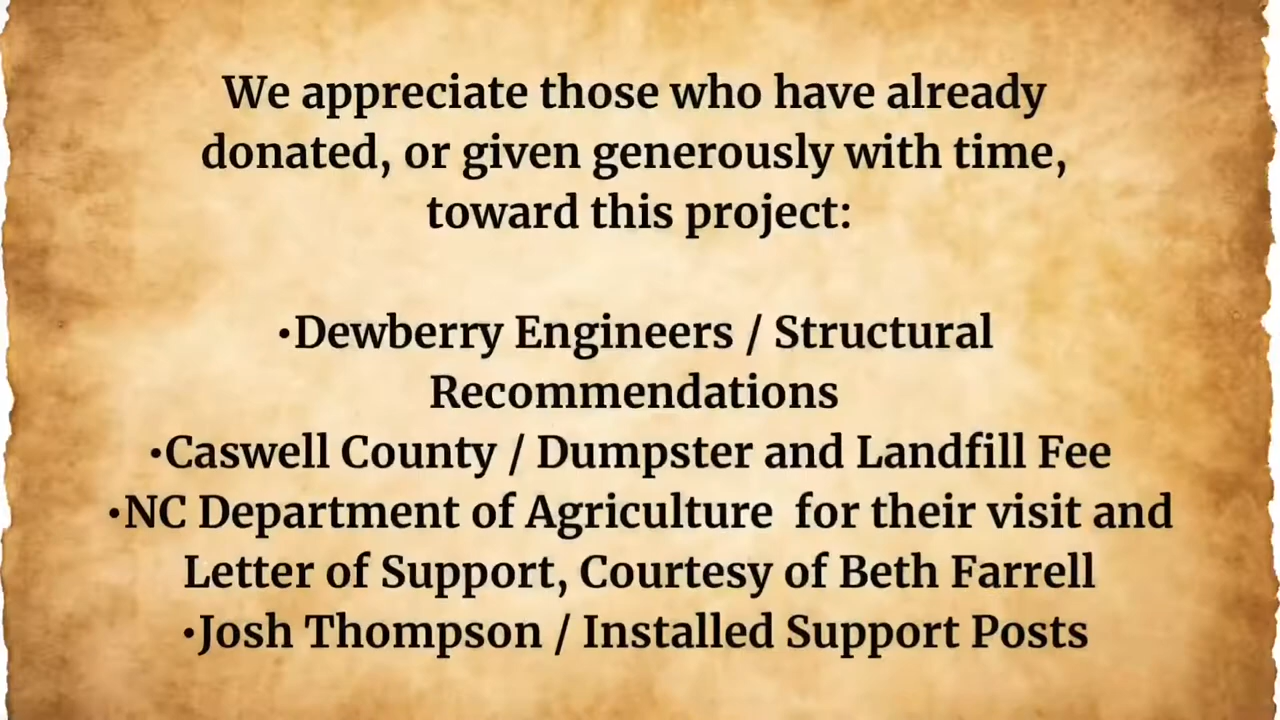 We appreciate those who have already
donated, or given generously with time,
toward this project:
•Dewberry Engineers / Structural
Recommendations
•Caswell County / Dumpster and Landfill Fee
•NC Department of Agriculture  for their visit and
Letter of Support, Courtesy of Beth Farrell
•Josh Thompson / Installed Support Posts